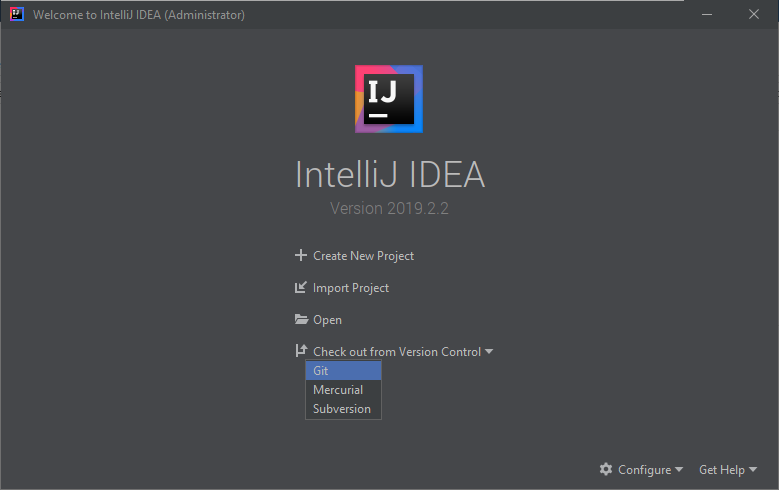 Welcome to IntelliJ IDEA (Administrator)
IJ
IntelliJ IDEA
Version 2019.2.2
Create New Project
Import Project
Open
Check out from Version Control
Git
Mercurial
Subversion
Configure Get Help